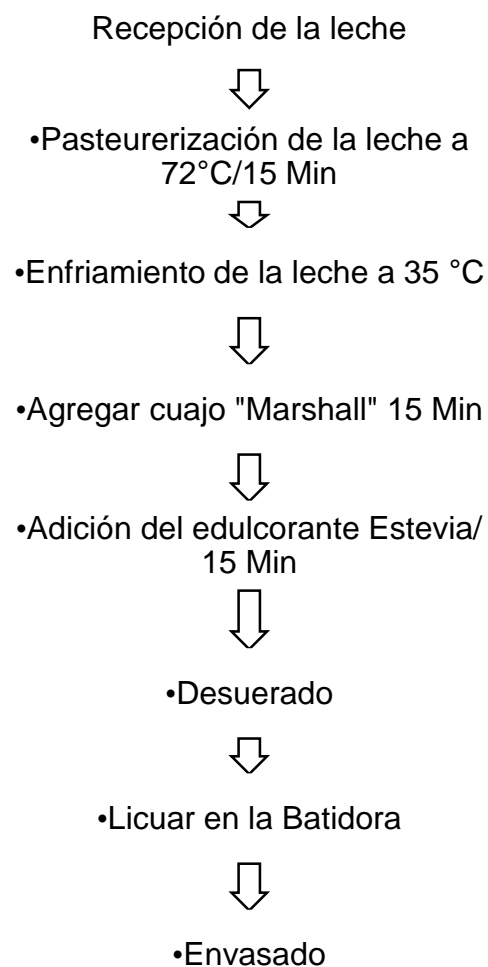 Recepción de la leche
•Pasteurerización de la leche a
72°C/15 Min
•Enfriamiento de la leche a 35 °C
•Agregar cuajo "Marshall" 15 Min
•Adición del edulcorante Estevia/
15 Min
•Desuerado
•Licuar en la Batidora
•Envasado